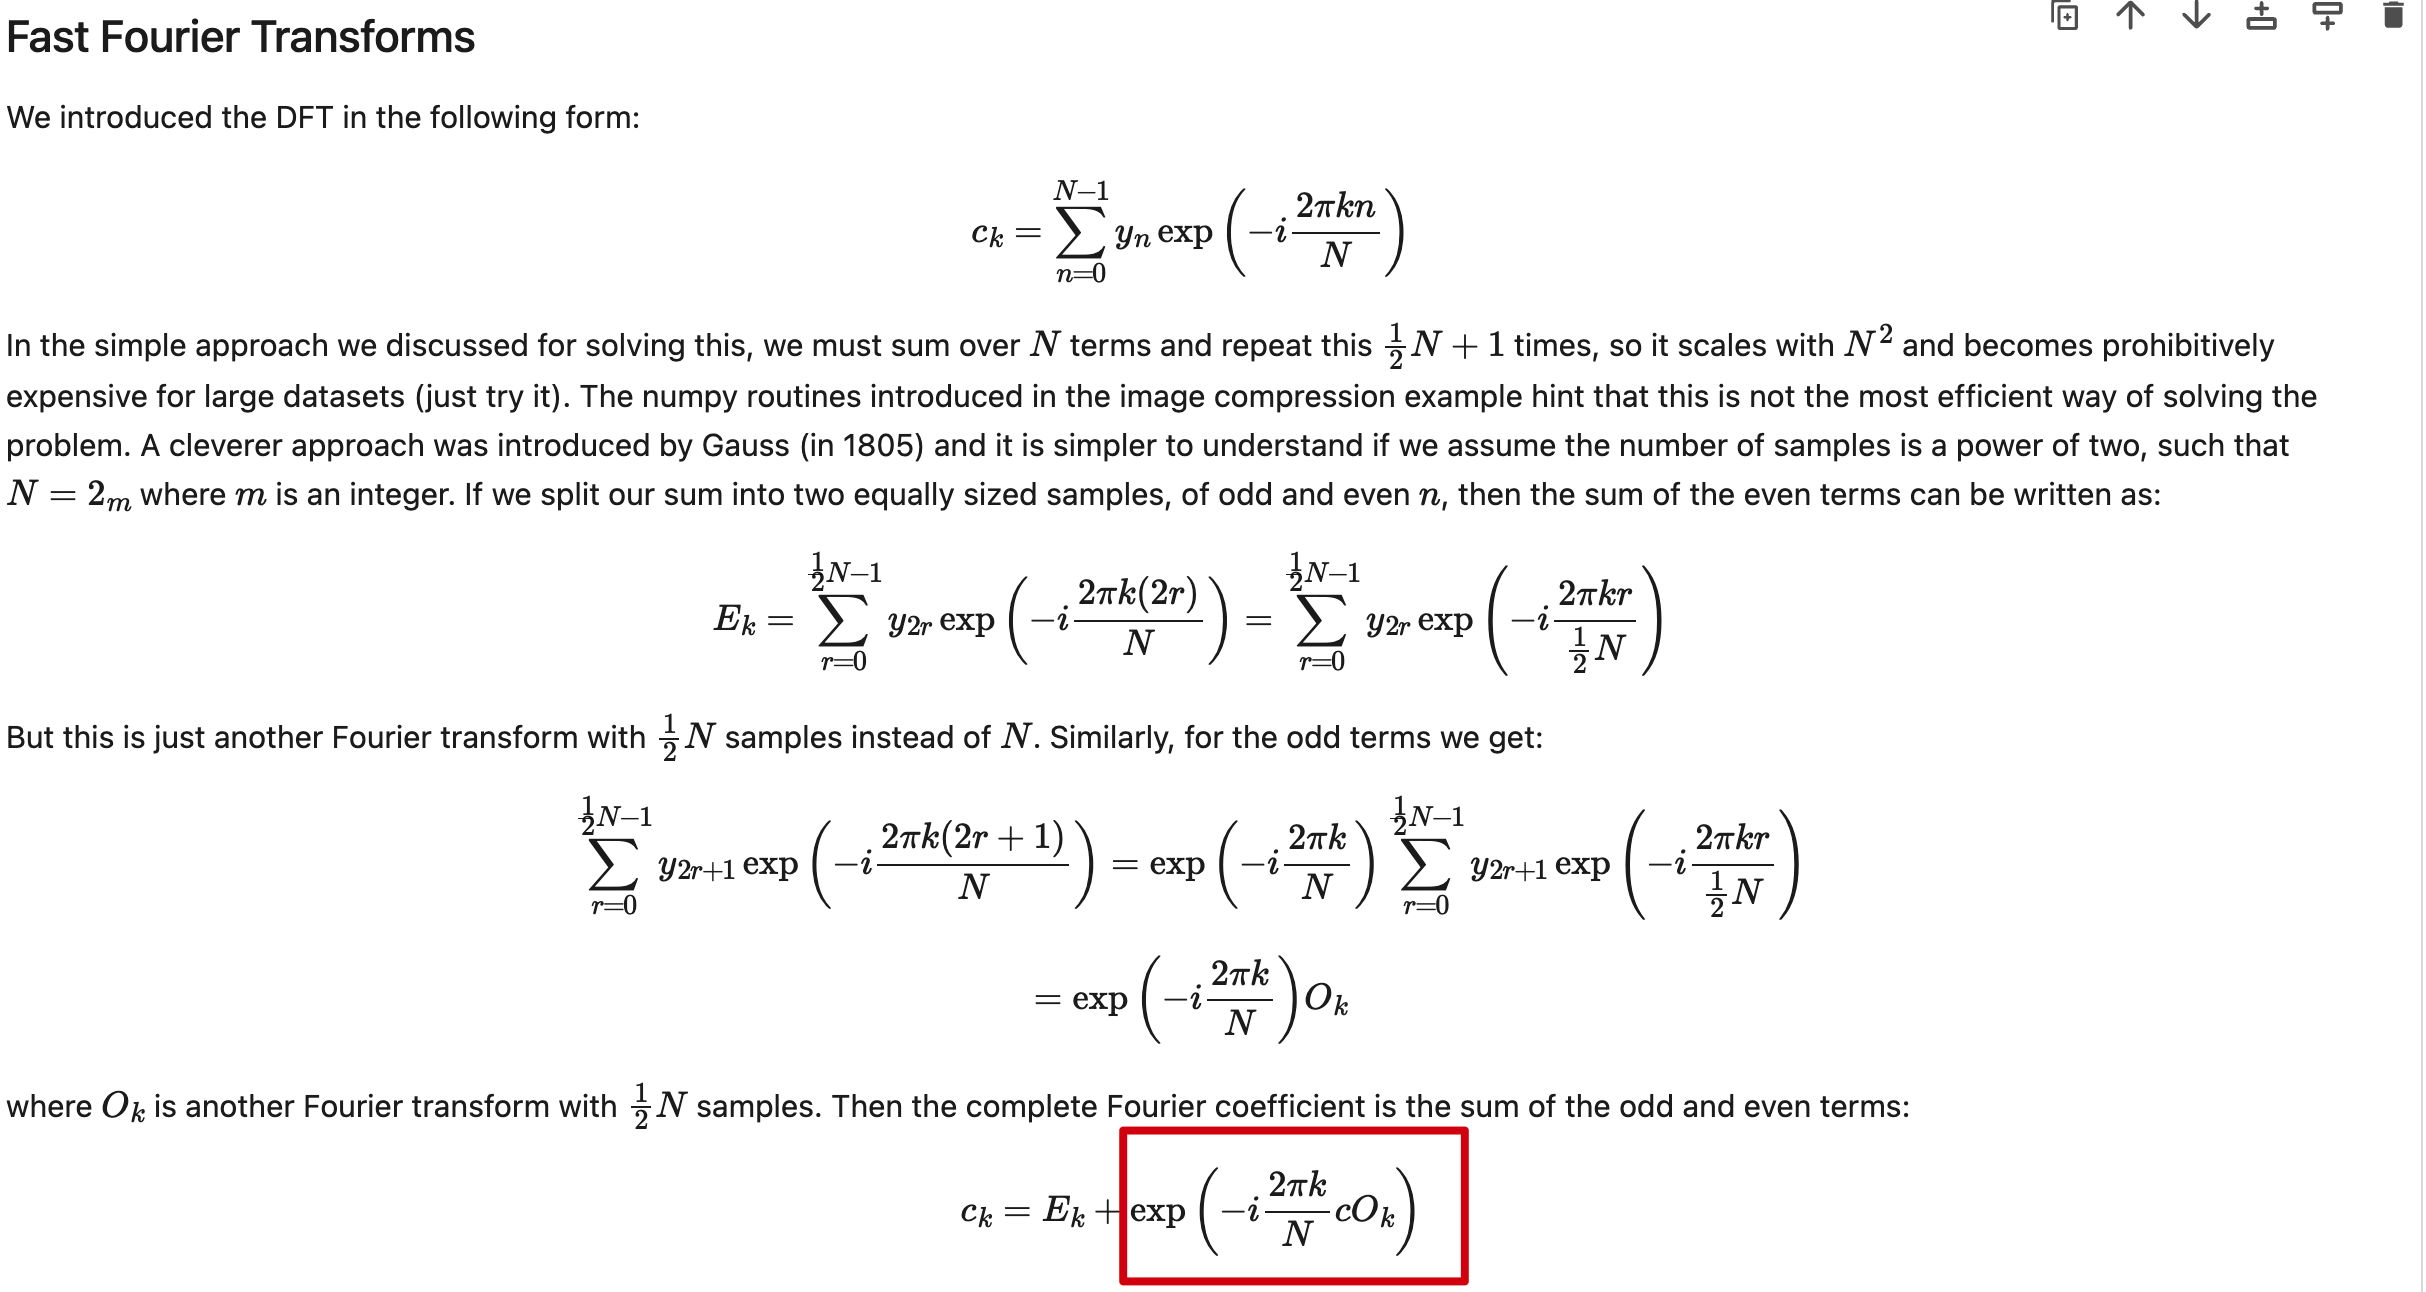 Fast Fourier Transforms
We introduced the DFT in the following form:
$c_k = \sum_{n=0}^{N-1} y_n \exp\left(-i\frac{2\pi kn}{N}\right)$
In the simple approach we discussed for solving this, we must sum over $N$ terms and repeat this $\frac{1}{2}N + 1$ times, so it scales with $N^2$ and becomes prohibitively
expensive for large datasets (just try it). The numpy routines introduced in the image compression example hint that this is not the most efficient way of solving the
problem. A cleverer approach was introduced by Gauss (in 1805) and it is simpler to understand if we assume the number of samples is a power of two, such that
$N = 2_m$ where $m$ is an integer. If we split our sum into two equally sized samples, of odd and even $n$, then the sum of the even terms can be written as:
$E_k = \sum_{r=0}^{\frac{1}{2}N-1} y_{2r} \exp\left(-i\frac{2\pi k(2r)}{N}\right) = \sum_{r=0}^{\frac{1}{2}N-1} y_{2r} \exp\left(-i\frac{2\pi kr}{\frac{1}{2}N}\right)$
But this is just another Fourier transform with $\frac{1}{2}N$ samples instead of $N$. Similarly, for the odd terms we get:
$\sum_{r=0}^{\frac{1}{2}N-1} y_{2r+1} \exp\left(-i\frac{2\pi k(2r+1)}{N}\right) = \exp\left(-i\frac{2\pi k}{N}\right) \sum_{r=0}^{\frac{1}{2}N-1} y_{2r+1} \exp\left(-i\frac{2\pi kr}{\frac{1}{2}N}\right)$
$= \exp\left(-i\frac{2\pi k}{N}\right) O_k$
where $O_k$ is another Fourier transform with $\frac{1}{2}N$ samples. Then the complete Fourier coefficient is the sum of the odd and even terms:
$c_k = E_k + \exp\left(-i\frac{2\pi k}{N} cO_k\right)$